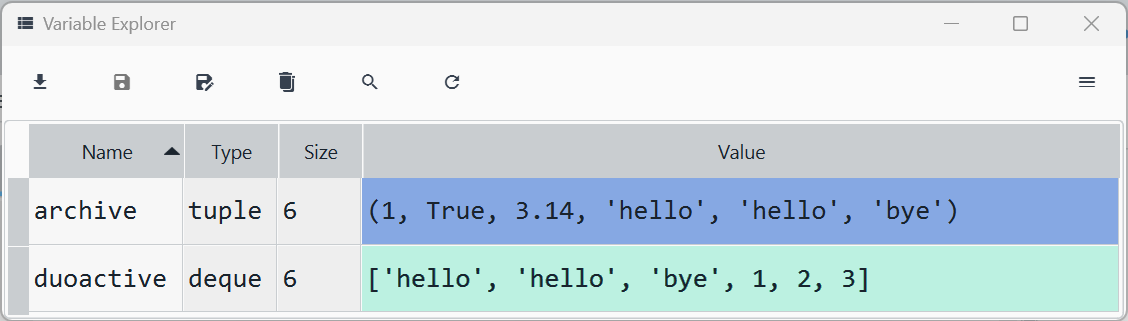 Variable Explorer
Name Type Size Value
archive tuple 6 (1, True, 3.14, 'hello', 'hello', 'bye')
duoactive deque 6 ['hello', 'hello', 'bye', 1, 2, 3]